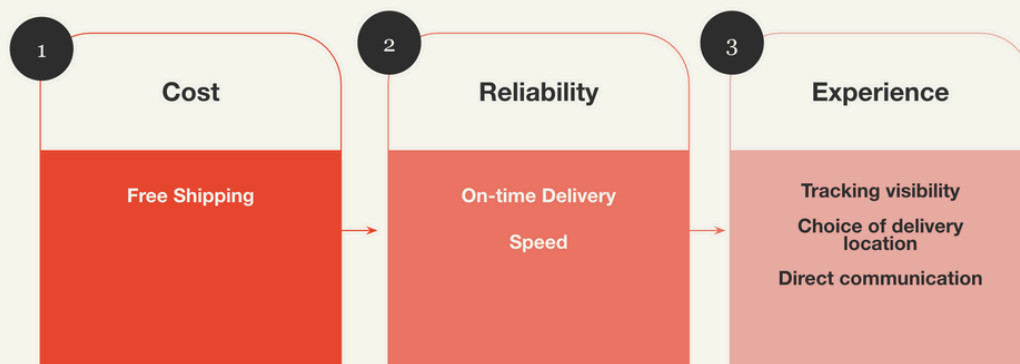 1
Cost
Free Shipping
2
Reliability
On-time Delivery
Speed
3
Experience
Tracking visibility
Choice of delivery
location
Direct communication